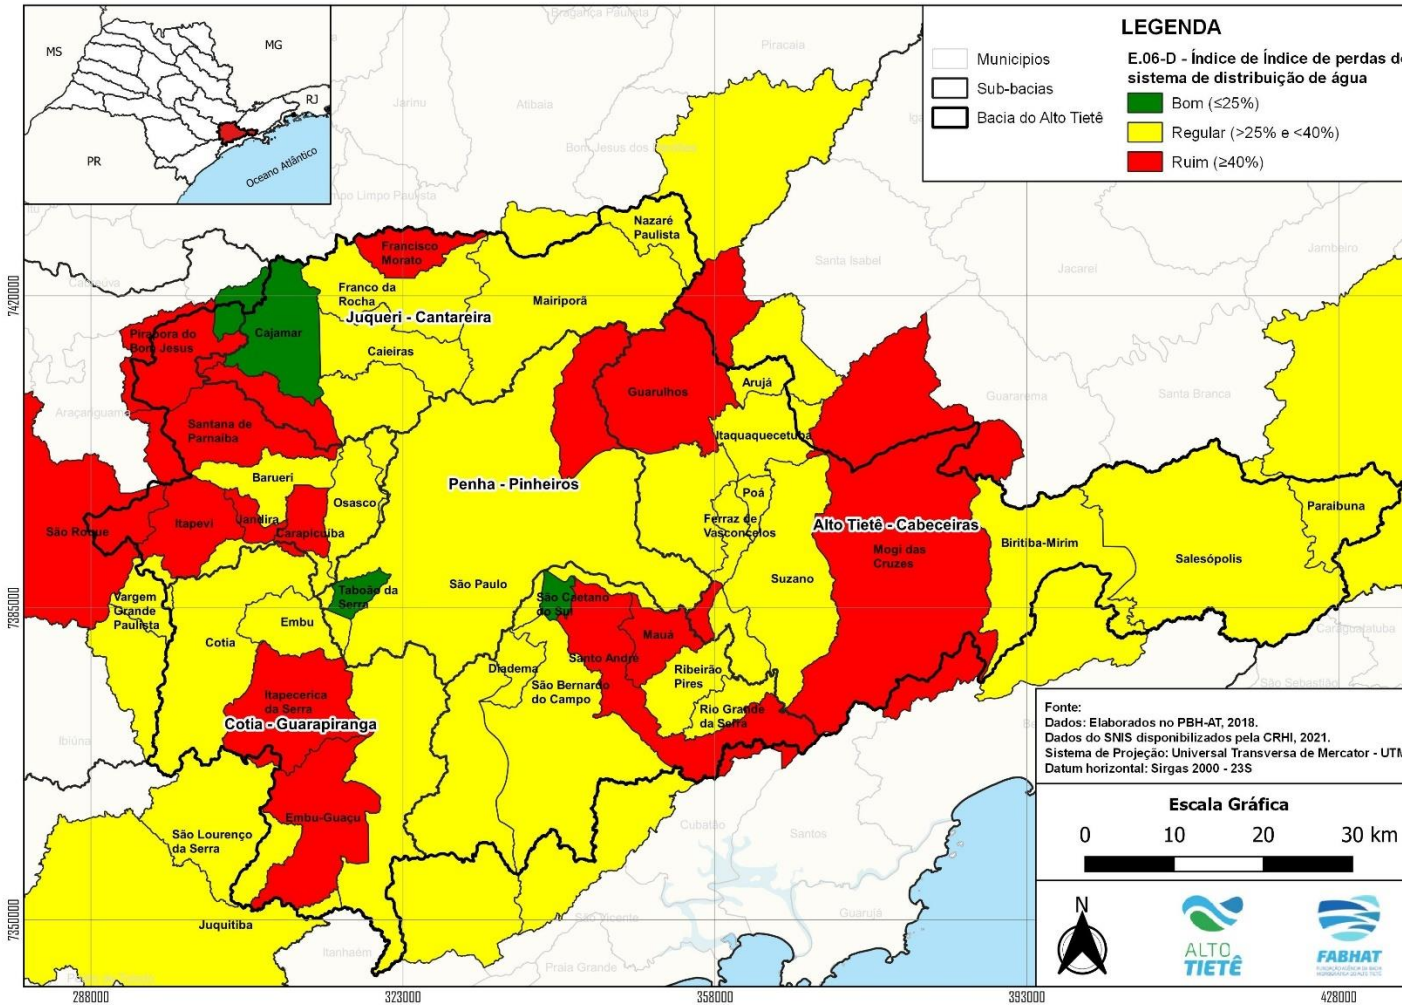 MS
MG
RJ
PR
Oceano Atlântico
LEGENDA
Municipios
Sub-bacias
Bacia do Alto Tietê
E.06-D - Índice de Índice de perdas do
sistema de distribuição de água
Bom (≤25%)
Regular (>25% e <40%)
Ruim (≥40%)
Bragança Paulista
Piracaia
Jarinu
Atibaia
Bom Jesus dos
po Limpo Paulista
Nazaré
Paulista
Francisco
Morato
Santa Isabel
Jambeiro
Jacareí
Franco da
Rocha
Mairiporã
Juqueri - Cantareira
Cajamar
Pirapora do
Bom Jesus
Caieiras
Arujá
Guarulhos
Guararema
Santa Branca
Araçariguama
Santana de
Parnaíba
Itaquaquecetuba
Barueri
Penha - Pinheiros
Osasco
Poá
Paraibuna
São Roque
Itapevi
Jandira
Carapicuíba
Ferraz de
Vasconcelos
Alto Tietê - Cabeceiras
Mogi das
Cruzes
Biritiba-Mirim
Salesópolis
São Paulo
Suzano
Taboão da
Serra
São Caetano
do Sul
Vargem
Grande
Paulista
Embu
Cotia
Mauá
Caraguatatuba
Santo André
Diadema
Ribeirão
Pires
São Bernardo
do Campo
São Sebastião
Itapecerica
da Serra
Rio Grande
da Serra
Cotia - Guarapiranga
Ibiúna
Embu-Guaçu
São Lourenço
da Serra
Cubatão
Santos
Juquitiba
São Vicente
Guarujá
Itanhaém
Praia Grande
7420000
7385000
7350000
288000
323000
358000
393000
428000
Fonte:
Dados: Elaborados no PBH-AT, 2018.
Dados do SNIS disponibilizados pela CRHI, 2021.
Sistema de Projeção: Universal Transversa de Mercator - UTM
Datum horizontal: Sirgas 2000 - 23S
Escala Gráfica
0 10 20 30 km
N
ALTO
TIETÊ
FABHAT